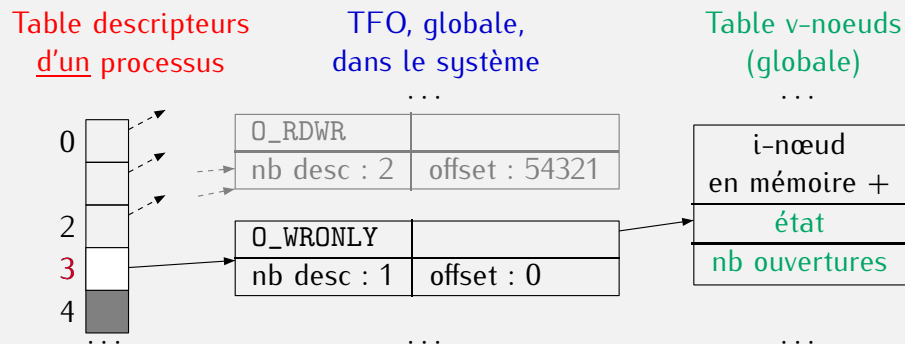 Table descripteurs
d'un processus
TFO, globale,
dans le système
Table v-noeuds
(globale)
. . .
. . .
0
2
3
4
. . .
O_RDWR
nb desc : 2
offset : 54321
O_WRONLY
nb desc : 1
offset : 0
. . .
i-nœud
en mémoire +
état
nb ouvertures
. . .